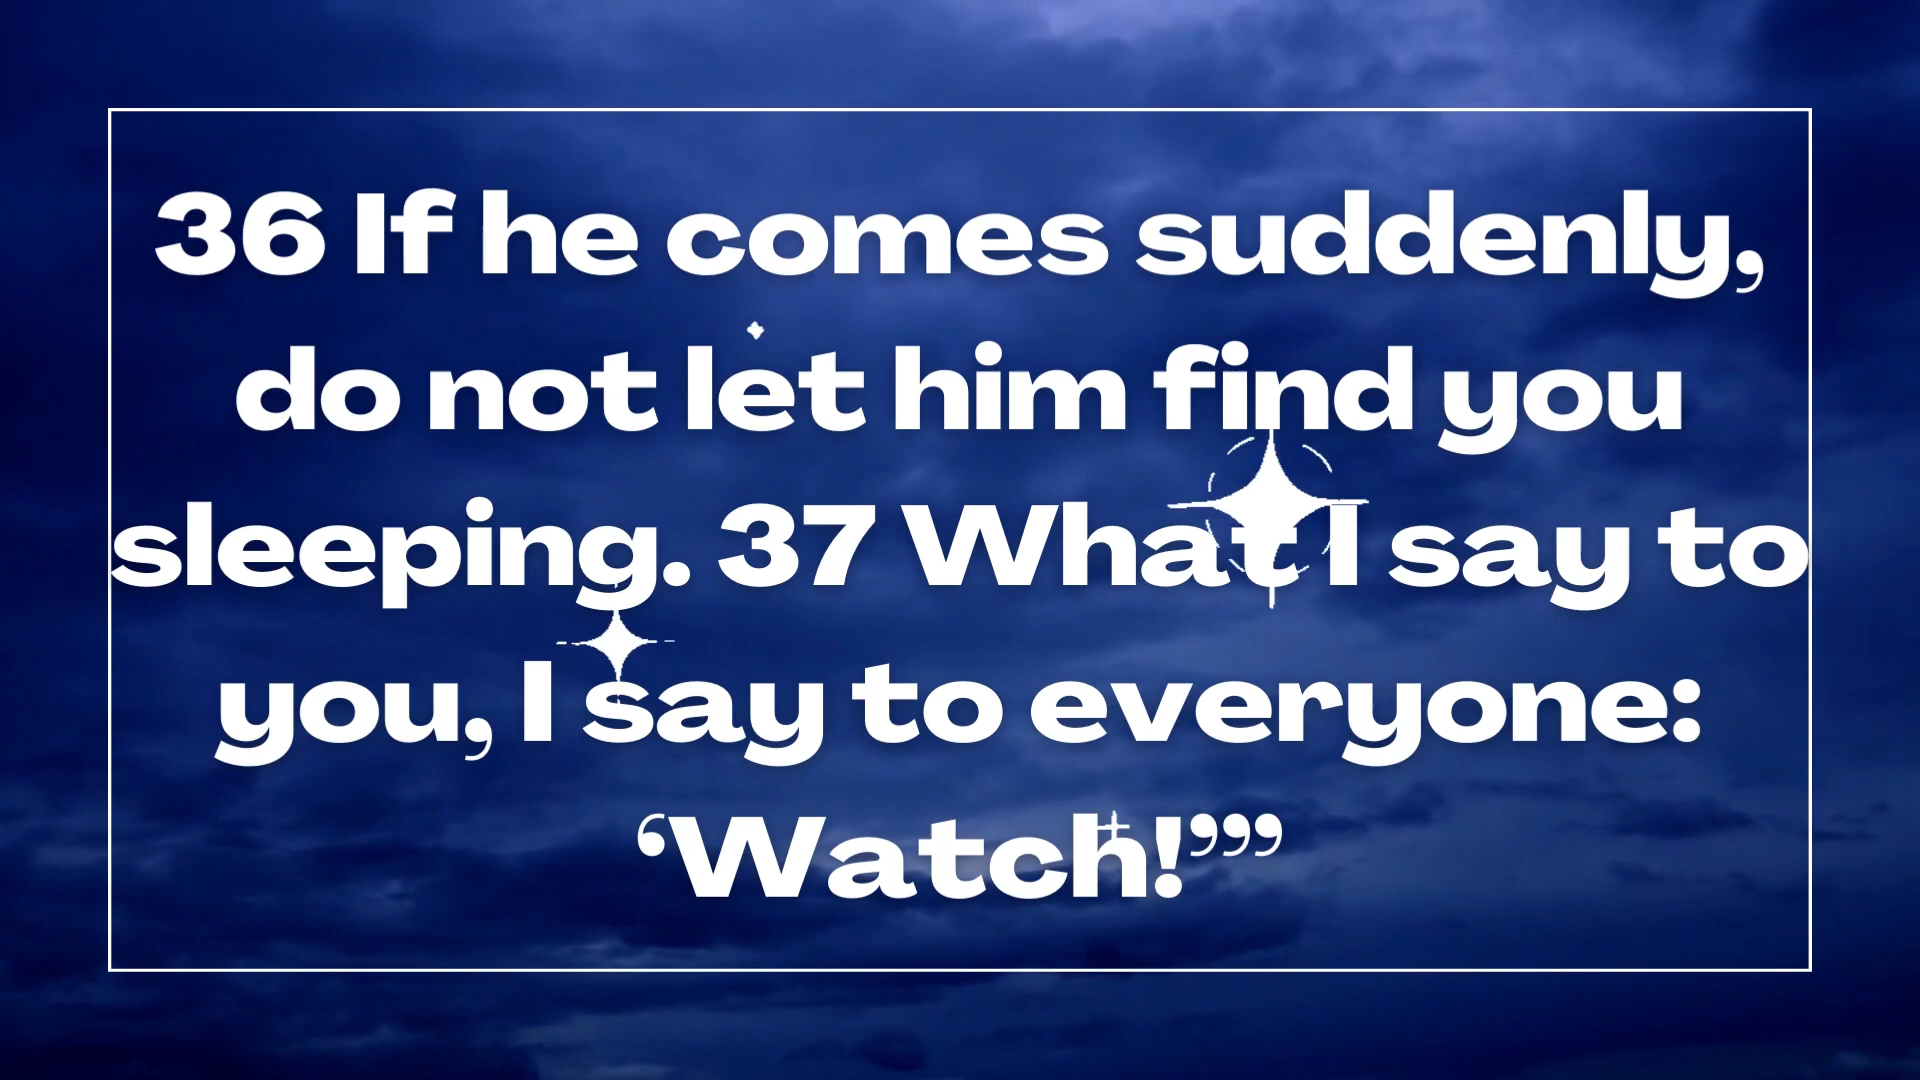 36 If he comes suddenly,
do not let him find you
sleeping. 37 What I say to
you, I say to everyone:
‘Watch!’”’